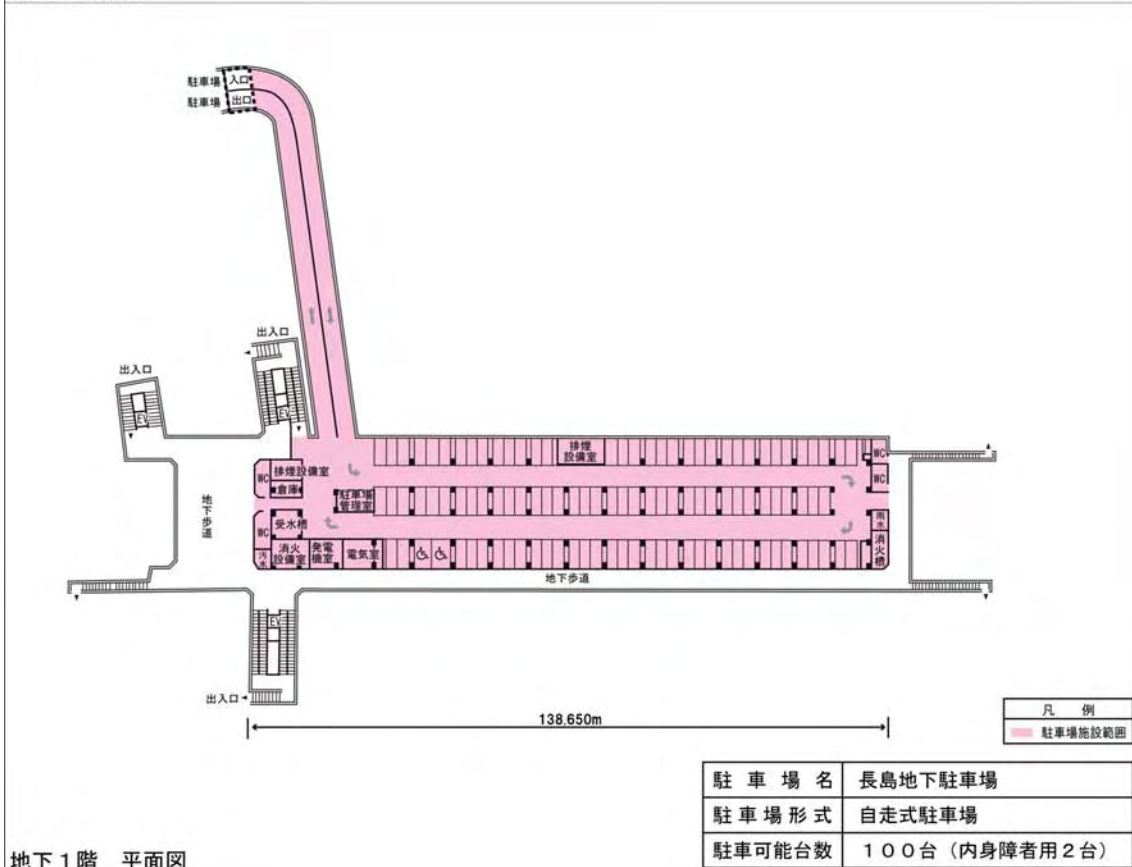 駐車場 入口
駐車場 出口
出入口
出入口
EV
EV
排煙
設備室
WC
WC
WC
排煙設備室
倉庫
駐車場
管理室
地下歩道
WC
受水槽
雨水
消火槽
汚水
消火
設備室
発電
機室
電気室
地下歩道
EV
出入口
138.650m
凡 例
駐車場施設範囲
駐車場名 長島地下駐車場
駐車場形式 自走式駐車場
駐車可能台数 100台(内身障者用2台)
地下1階 平面図